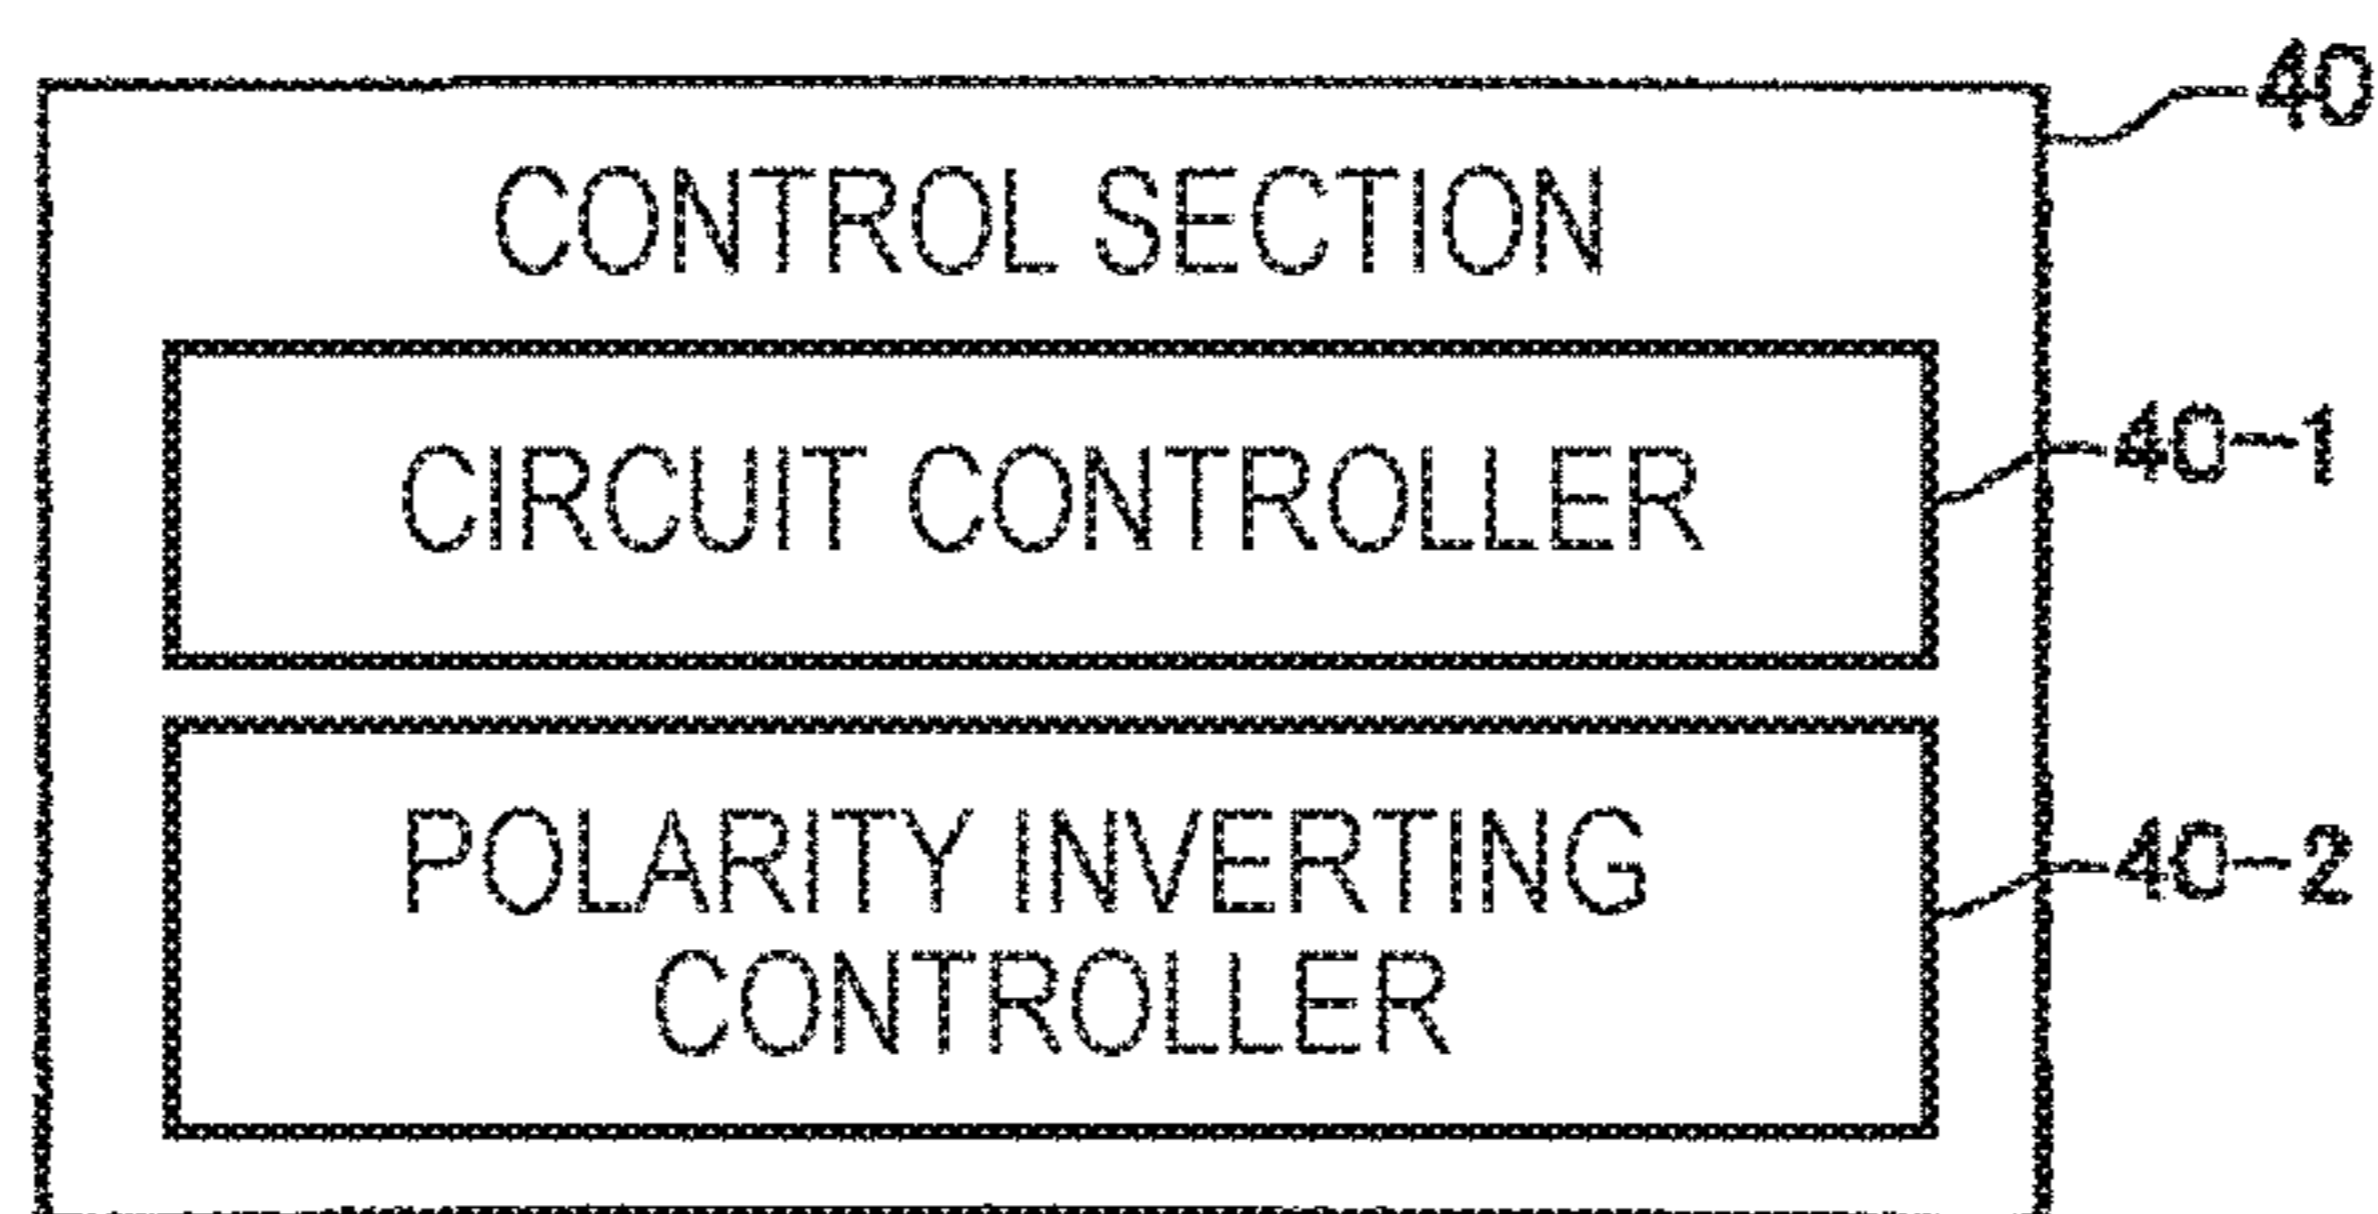 40
CONTROL SECTION
CIRCUIT CONTROLLER
40-1
POLARITY INVERTING
CONTROLLER
40-2